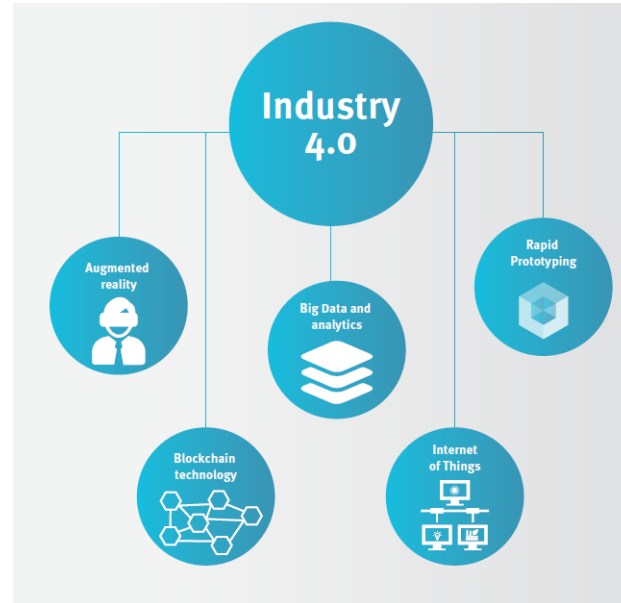 Industry
4.0
Augmented
reality
Big Data and
analytics
Rapid
Prototyping
Blockchain
technology
Internet
of Things